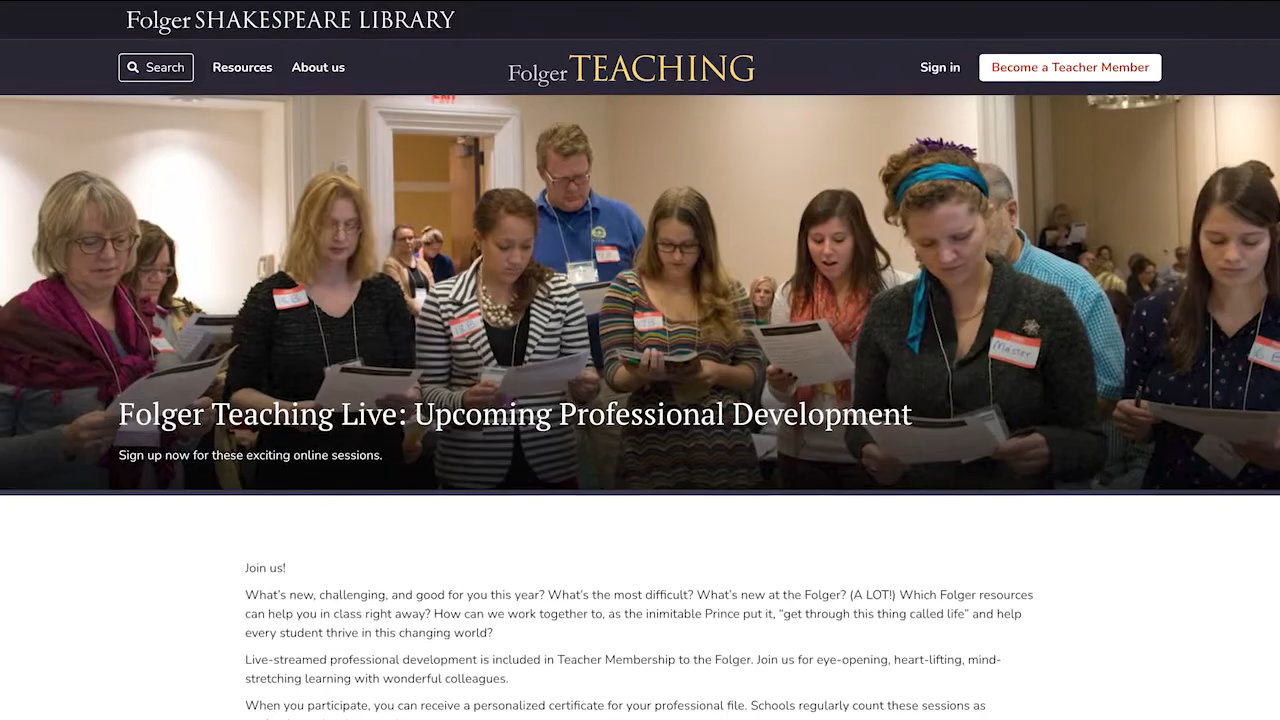 Folger SHAKESPEARE LIBRARY
Search Resources About us Folger TEACHING Sign in Become a Teacher Member
Master
Folger Teaching Live: Upcoming Professional Development
Sign up now for these exciting online sessions.
Join us!
What's new, challenging, and good for you this year? What's the most difficult? What's new at the Folger? (A LOT!) Which Folger resources
can help you in class right away? How can we work together to, as the inimitable Prince put it, “get through this thing called life” and help
every student thrive in this changing world?
Live-streamed professional development is included in Teacher Membership to the Folger. Join us for eye-opening, heart-lifting, mind-
stretching learning with wonderful colleagues.
When you participate, you can receive a personalized certificate for your professional file. Schools regularly count these sessions as